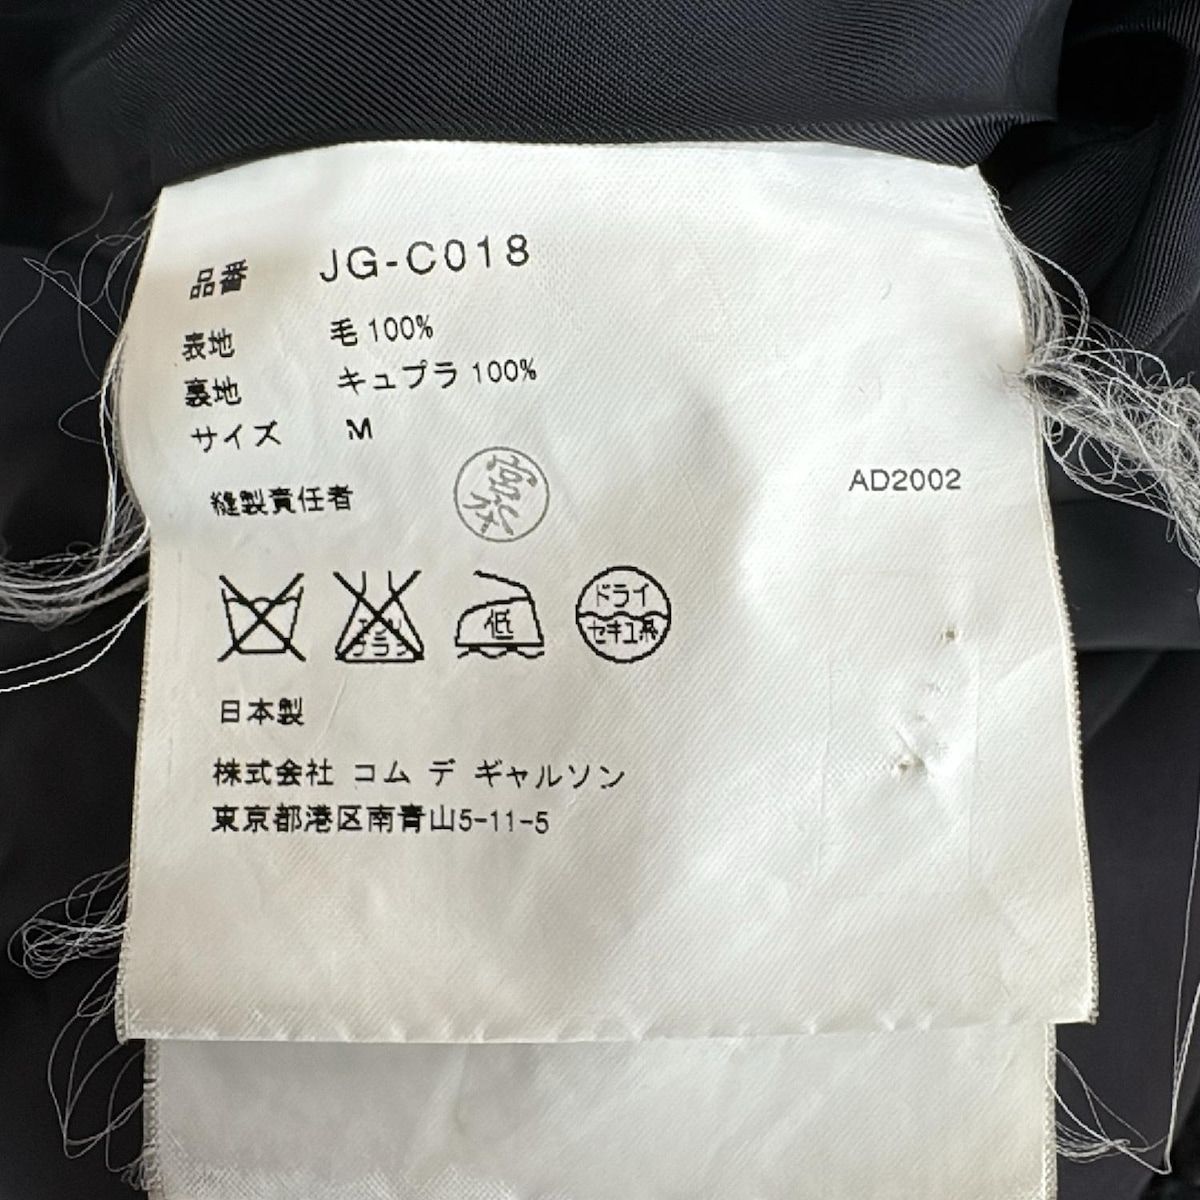 品番 JG-C018
表地 毛 100%
裏地 キュプラ 100%
サイズ M
AD2002
縫製責任者
低
ドライ
セキユ系
日本製
株式会社 コム デ ギャルソン
東京都港区南青山5-11-5